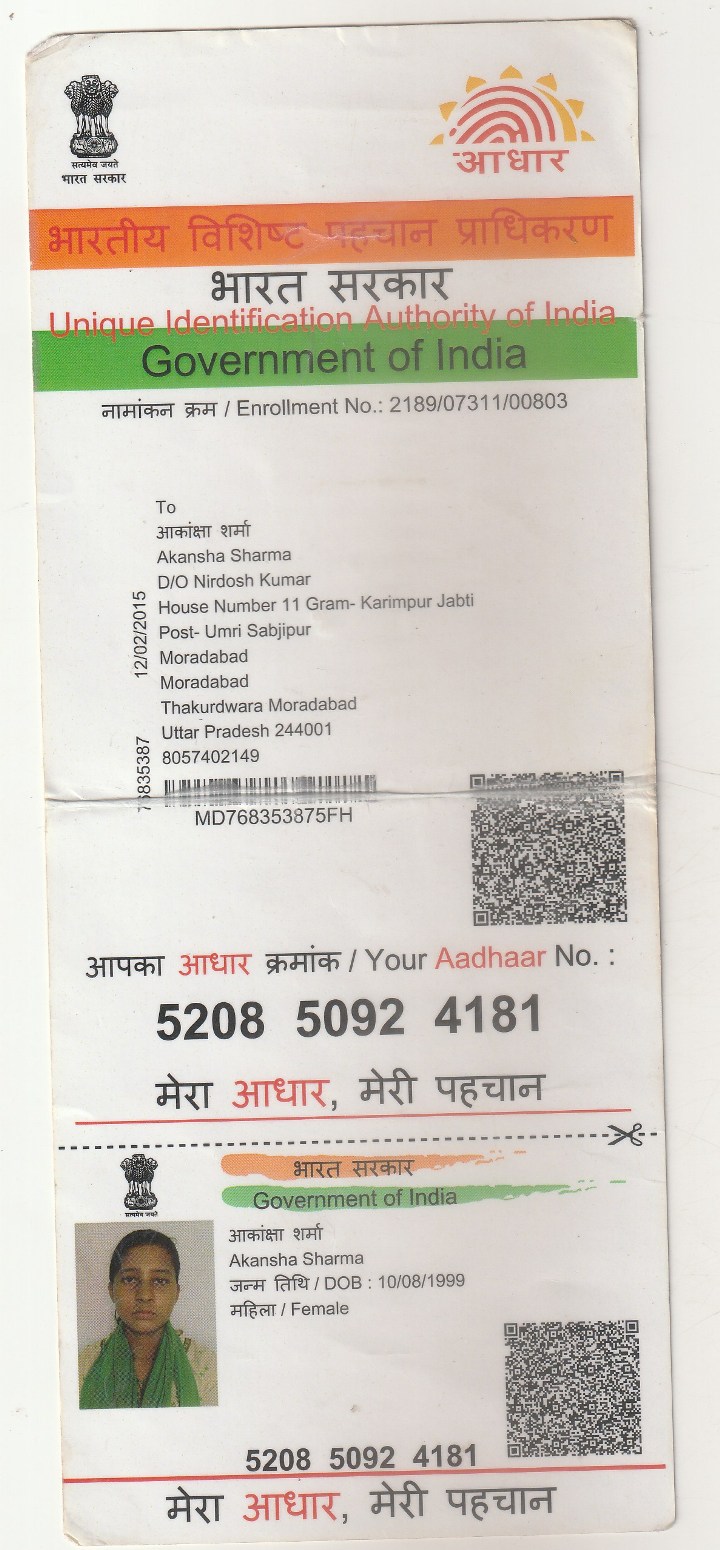 सत्यमेव जयते
भारत सरकार
आधार
भारतीय विशिष्ट पहचान प्राधिकरण
भारत सरकार
Unique Identification Authority of India
Government of India
नामांकन क्रम / Enrollment No.: 2189/07311/00803
To
आकांक्षा शर्मा
Akansha Sharma
D/O Nirdosh Kumar
House Number 11 Gram- Karimpur Jabti
Post- Umri Sabjipur
Moradabad
Moradabad
Thakurdwara Moradabad
Uttar Pradesh 244001
8057402149
12/02/2015
MD768353875FH
आपका आधार क्रमांक / Your Aadhaar No. :
5208 5092 4181
मेरा आधार, मेरी पहचान
सत्यमेव जयते
भारत सरकार
Government of India
आकांक्षा शर्मा
Akansha Sharma
जन्म तिथि / DOB : 10/08/1999
महिला / Female
5208 5092 4181
मेरा आधार, मेरी पहचान